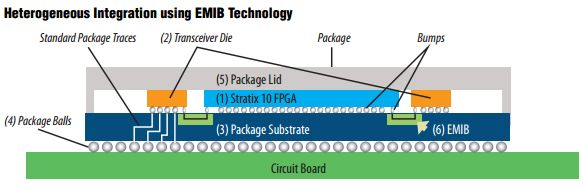 Heterogeneous Integration using EMIB Technology
Standard Package Traces
(2) Transceiver Die
Package
Bumps
(5) Package Lid
(1) Stratix 10 FPGA
(4) Package Balls
(3) Package Substrate
(6) EMIB
Circuit Board